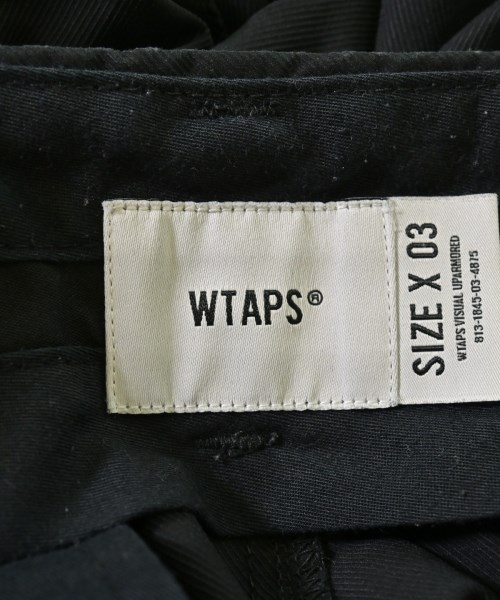 WTAPS®
SIZE X 03
WTAPS VISUAL UPARMORED
813-1845-03-4875